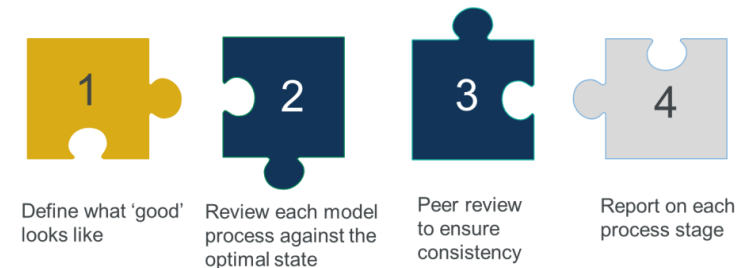 1
2
3
4
Define what ‘good’
looks like
Review each model
process against the
optimal state
Peer review
to ensure
consistency
Report on each
process stage